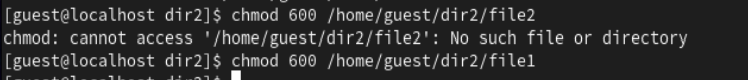 [guest@localhost dir2]$ chmod 600 /home/guest/dir2/file2
chmod: cannot access '/home/guest/dir2/file2': No such file or directory
[guest@localhost dir2]$ chmod 600 /home/guest/dir2/file1